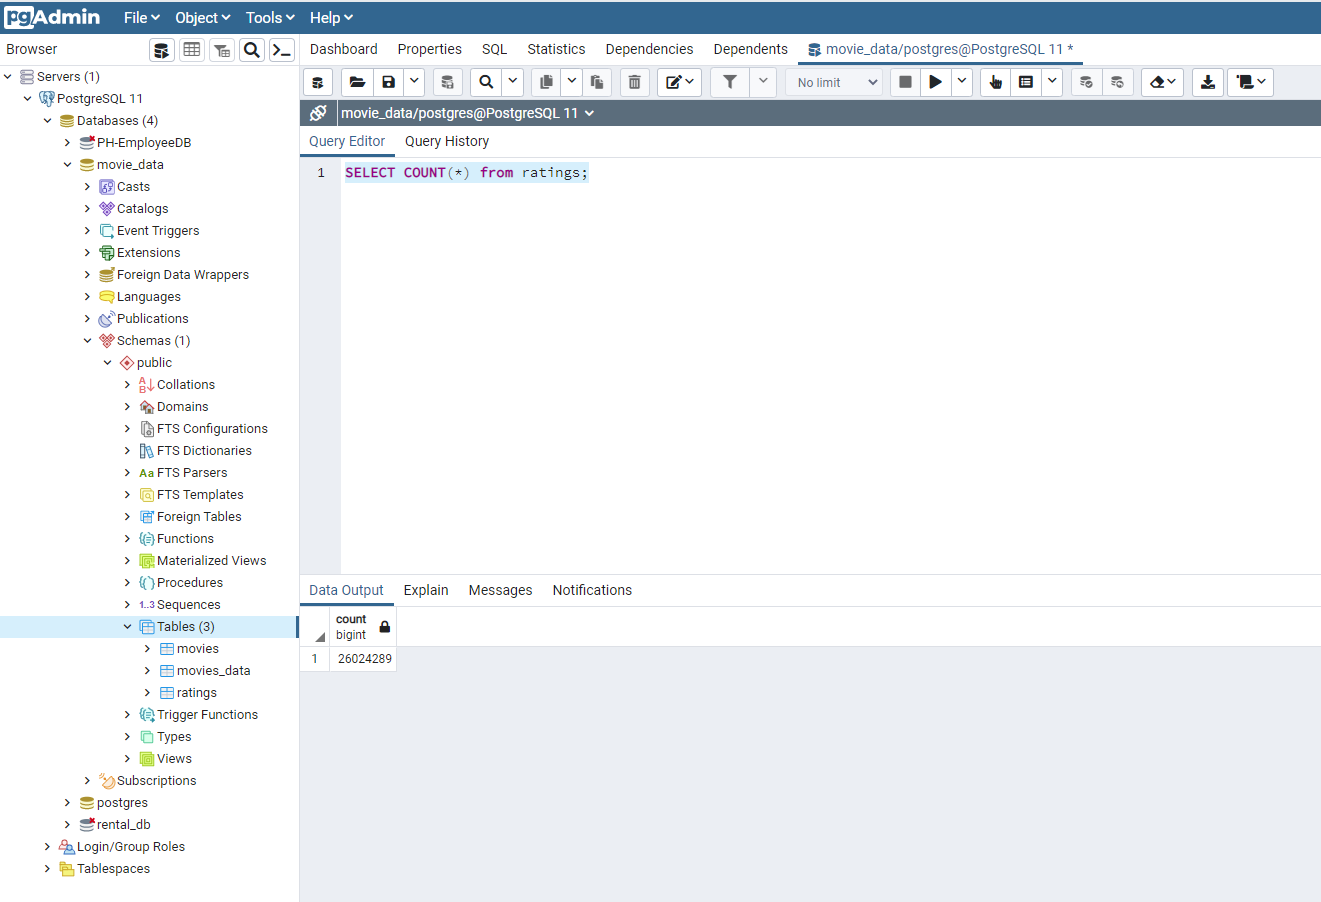 pgAdmin File Object Tools Help
Browser
Dashboard Properties SQL Statistics Dependencies Dependents movie_data/postgres@PostgreSQL 11 *
No limit
movie_data/postgres@PostgreSQL 11
Query Editor Query History
1 SELECT COUNT(*) from ratings;
Servers (1)
PostgreSQL 11
Databases (4)
PH-EmployeeDB
movie_data
Casts
Catalogs
Event Triggers
Extensions
Foreign Data Wrappers
Languages
Publications
Schemas (1)
public
Collations
Domains
FTS Configurations
FTS Dictionaries
Aa FTS Parsers
FTS Templates
Foreign Tables
Functions
Materialized Views
Procedures
1..3 Sequences
Tables (3)
movies
movies_data
ratings
Trigger Functions
Types
Views
Subscriptions
postgres
rental_db
Login/Group Roles
Tablespaces
Data Output Explain Messages Notifications
count
bigint
1 26024289